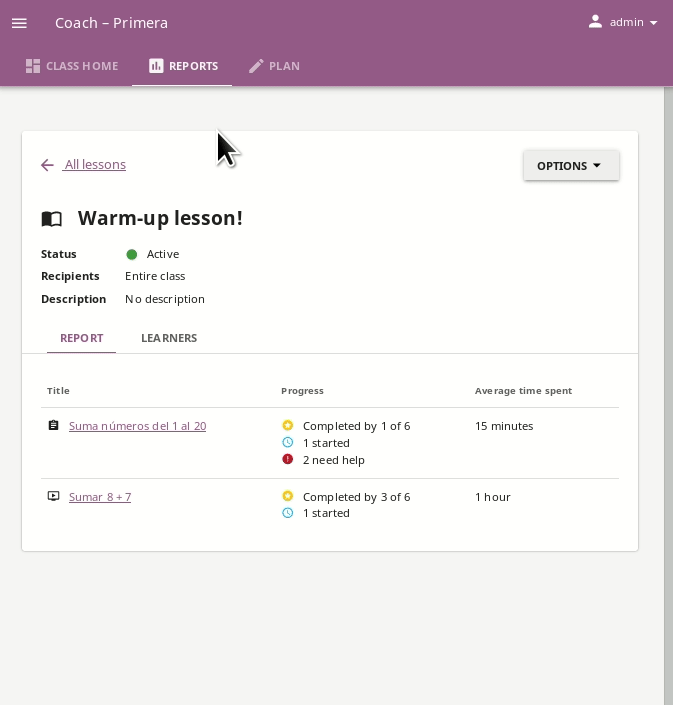 Coach – Primera
admin
CLASS HOME
REPORTS
PLAN
All lessons
OPTIONS
Warm-up lesson!
Status Active
Recipients Entire class
Description No description
REPORT LEARNERS
Title Progress Average time spent
Suma números del 1 al 20 Completed by 1 of 6 15 minutes
1 started
2 need help
Sumar 8 + 7 Completed by 3 of 6 1 hour
1 started